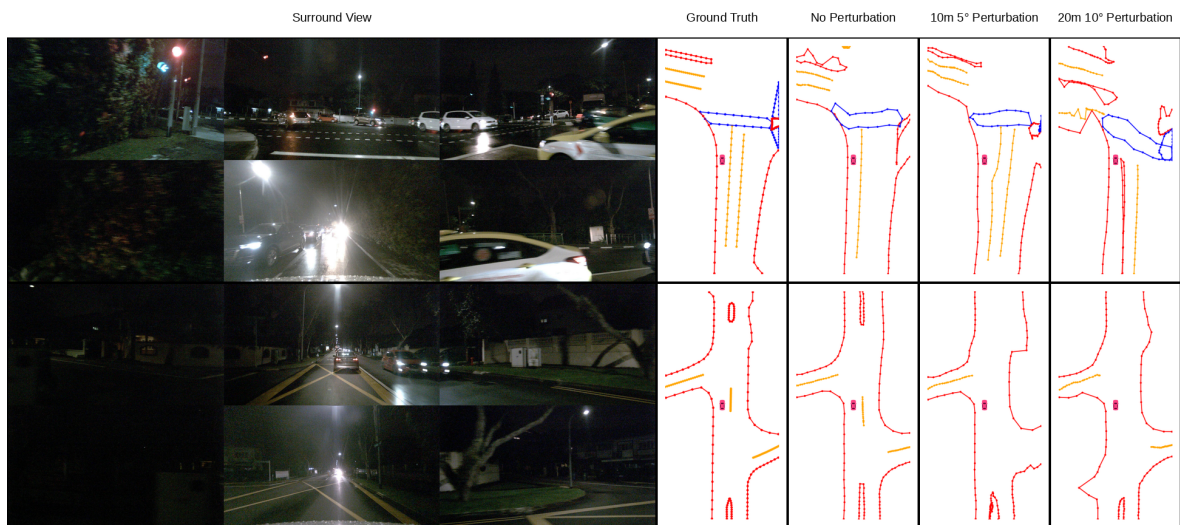 Surround View
Ground Truth
No Perturbation
10m 5° Perturbation
20m 10° Perturbation